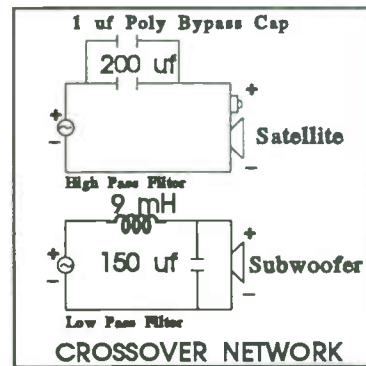 1 uf Poly Bypass Cap
200 uf
+
+
-
Satellite
-
High Pass Filter
9 mH
+
+
150 uf
Subwoofer
-
-
Low Pass Filter
CROSSOVER NETWORK